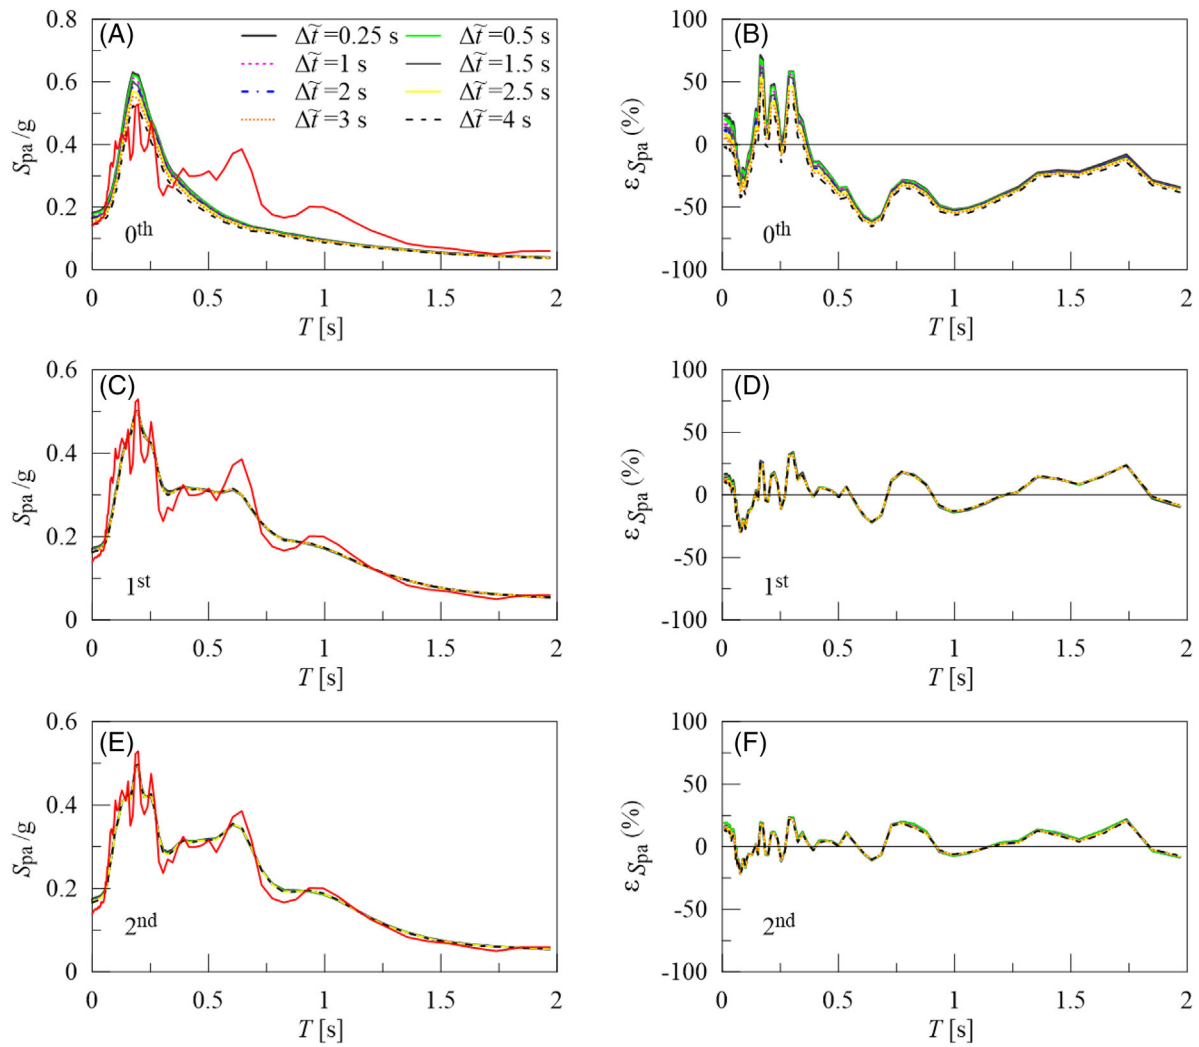 (A)
Δt̃ =0.25 s
Δt̃ =0.5 s
Δt̃ =1 s
Δt̃ =1.5 s
Δt̃ =2 s
Δt̃ =2.5 s
Δt̃ =3 s
Δt̃ =4 s
0.8
0.6
0.4
0.2
0
Spa /g
0th
0 0.5 1 1.5 2
T [s]
(B)
100
50
0
-50
-100
ε Spa (%)
0th
0 0.5 1 1.5 2
T [s]
(C)
0.6
0.4
0.2
0
Spa /g
1st
0 0.5 1 1.5 2
T [s]
(D)
100
50
0
-50
-100
ε Spa (%)
1st
0 0.5 1 1.5 2
T [s]
(E)
0.6
0.4
0.2
0
Spa /g
2nd
0 0.5 1 1.5 2
T [s]
(F)
100
50
0
-50
-100
ε Spa (%)
2nd
0 0.5 1 1.5 2
T [s]